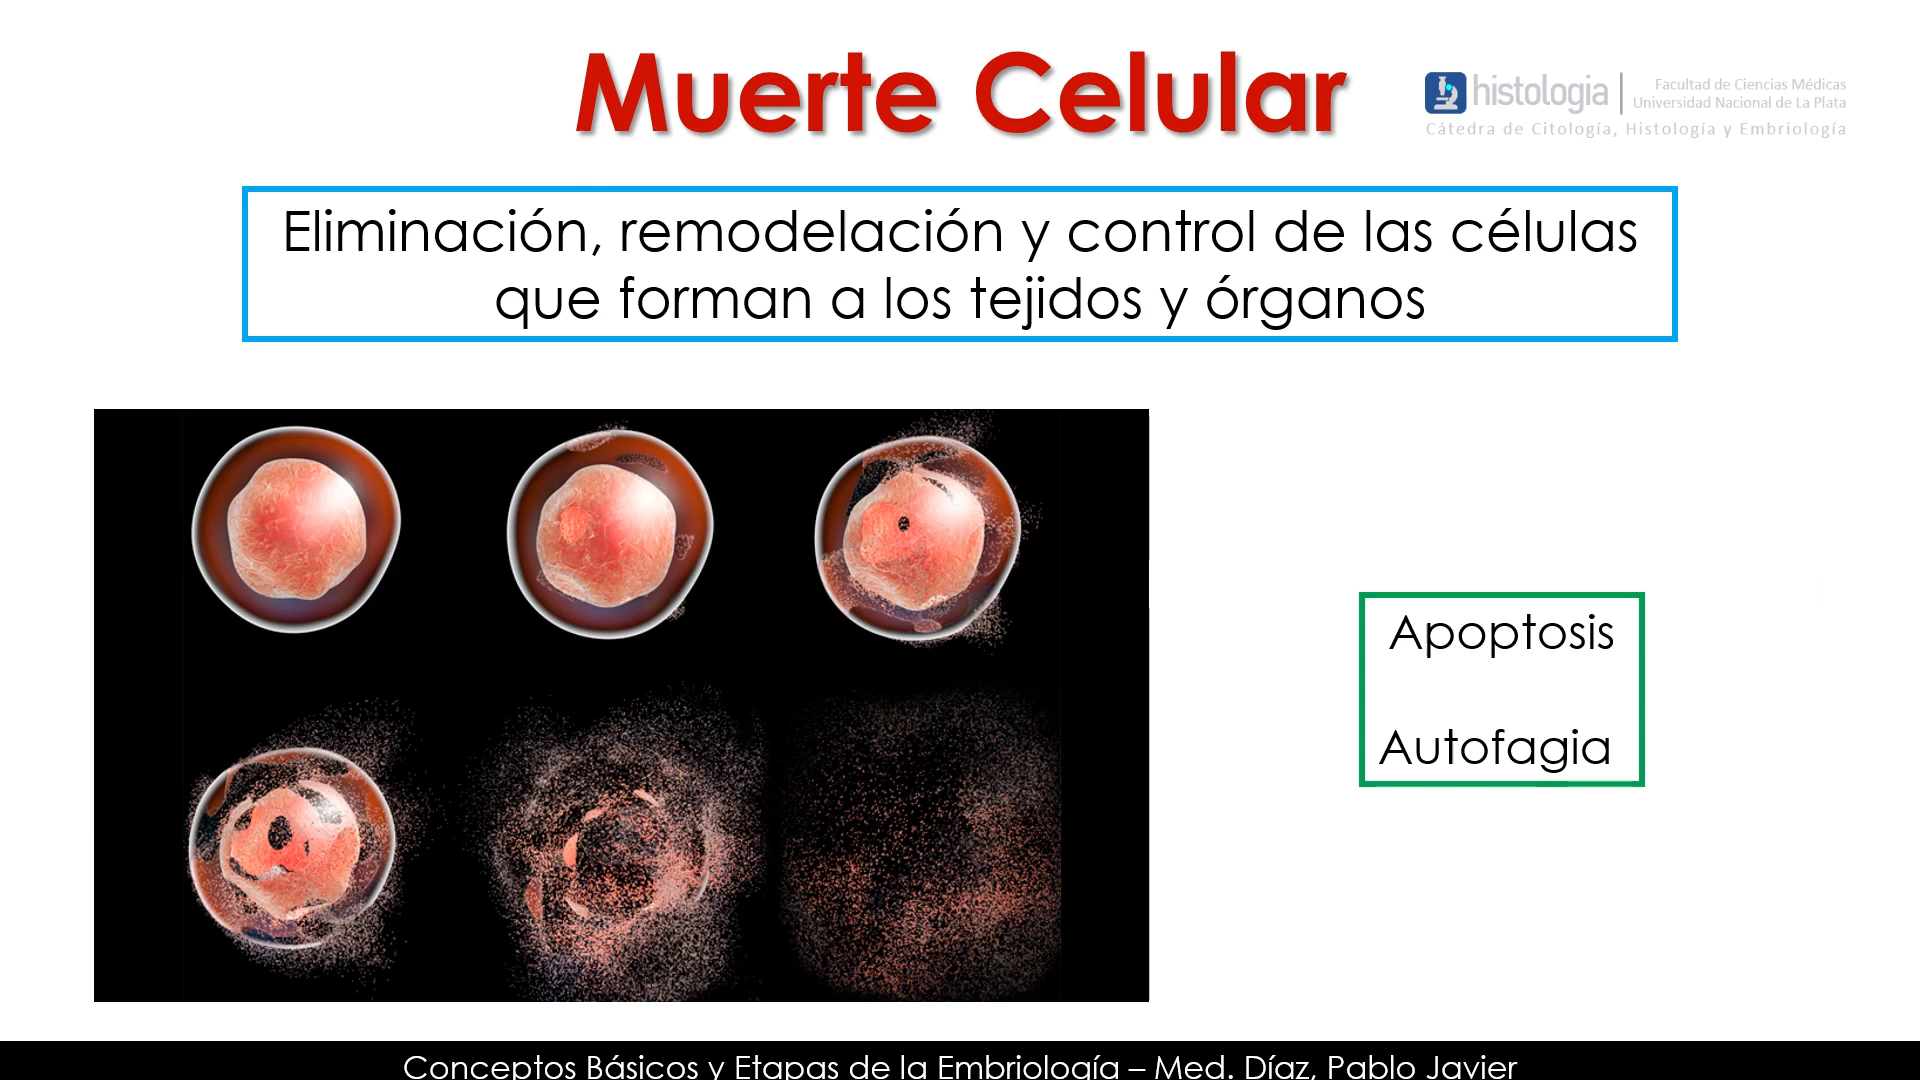 Muerte Celular
histologia
Facultad de Ciencias Médicas
Universidad Nacional de La Plata
Cátedra de Citología, Histología y Embriología
Eliminación, remodelación y control de las células
que forman a los tejidos y órganos
Apoptosis
Autofagia
Conceptos Básicos y Etapas de la Embriología – Med. Díaz, Pablo Javier